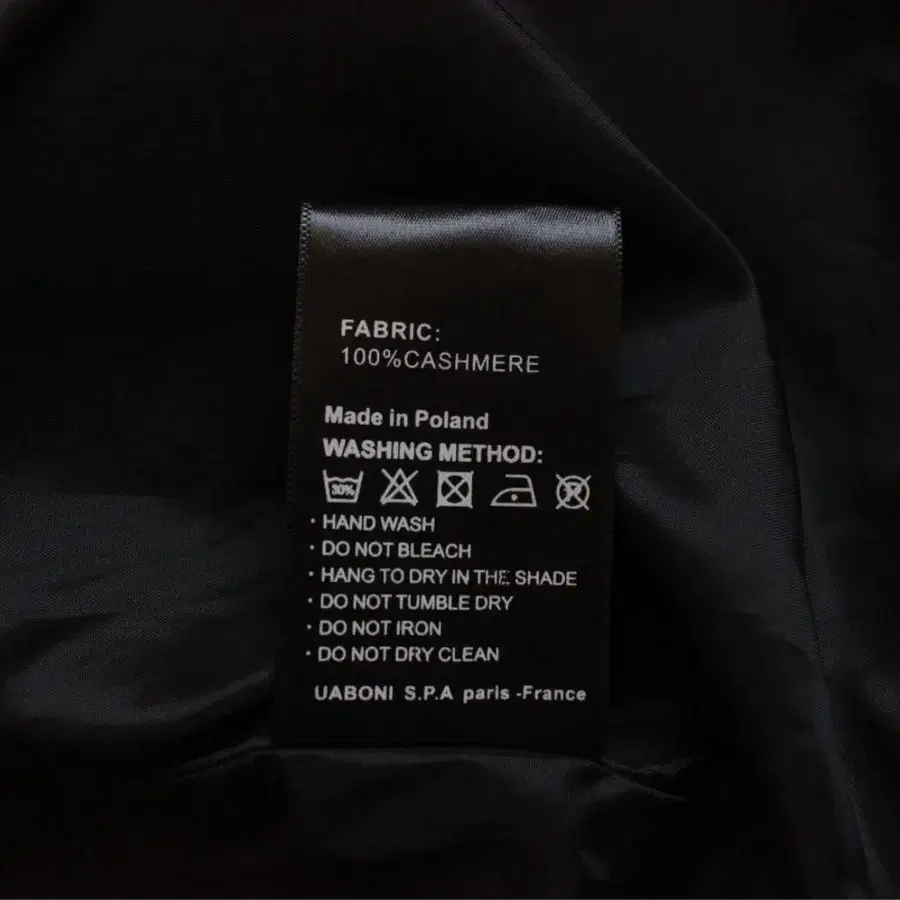 FABRIC:
100%CASHMERE
Made in Poland
WASHING METHOD:
30%
· HAND WASH
· DO NOT BLEACH
· HANG TO DRY IN THE SHADE
· DO NOT TUMBLE DRY
· DO NOT IRON
· DO NOT DRY CLEAN
UABONI S.P.A paris -France